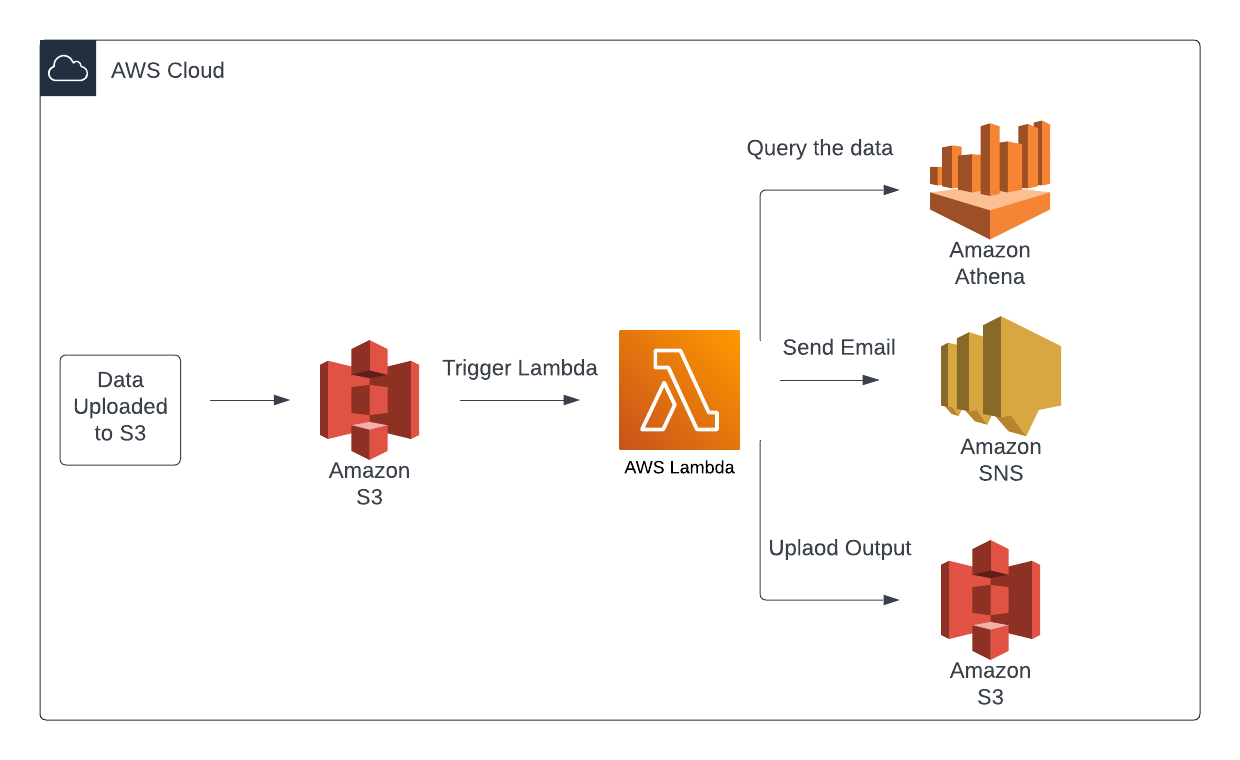 AWS Cloud
Query the data
Amazon
Athena
Send Email
Amazon
SNS
Data
Uploaded
to S3
Amazon
S3
Trigger Lambda
AWS Lambda
Uplaod Output
Amazon
S3